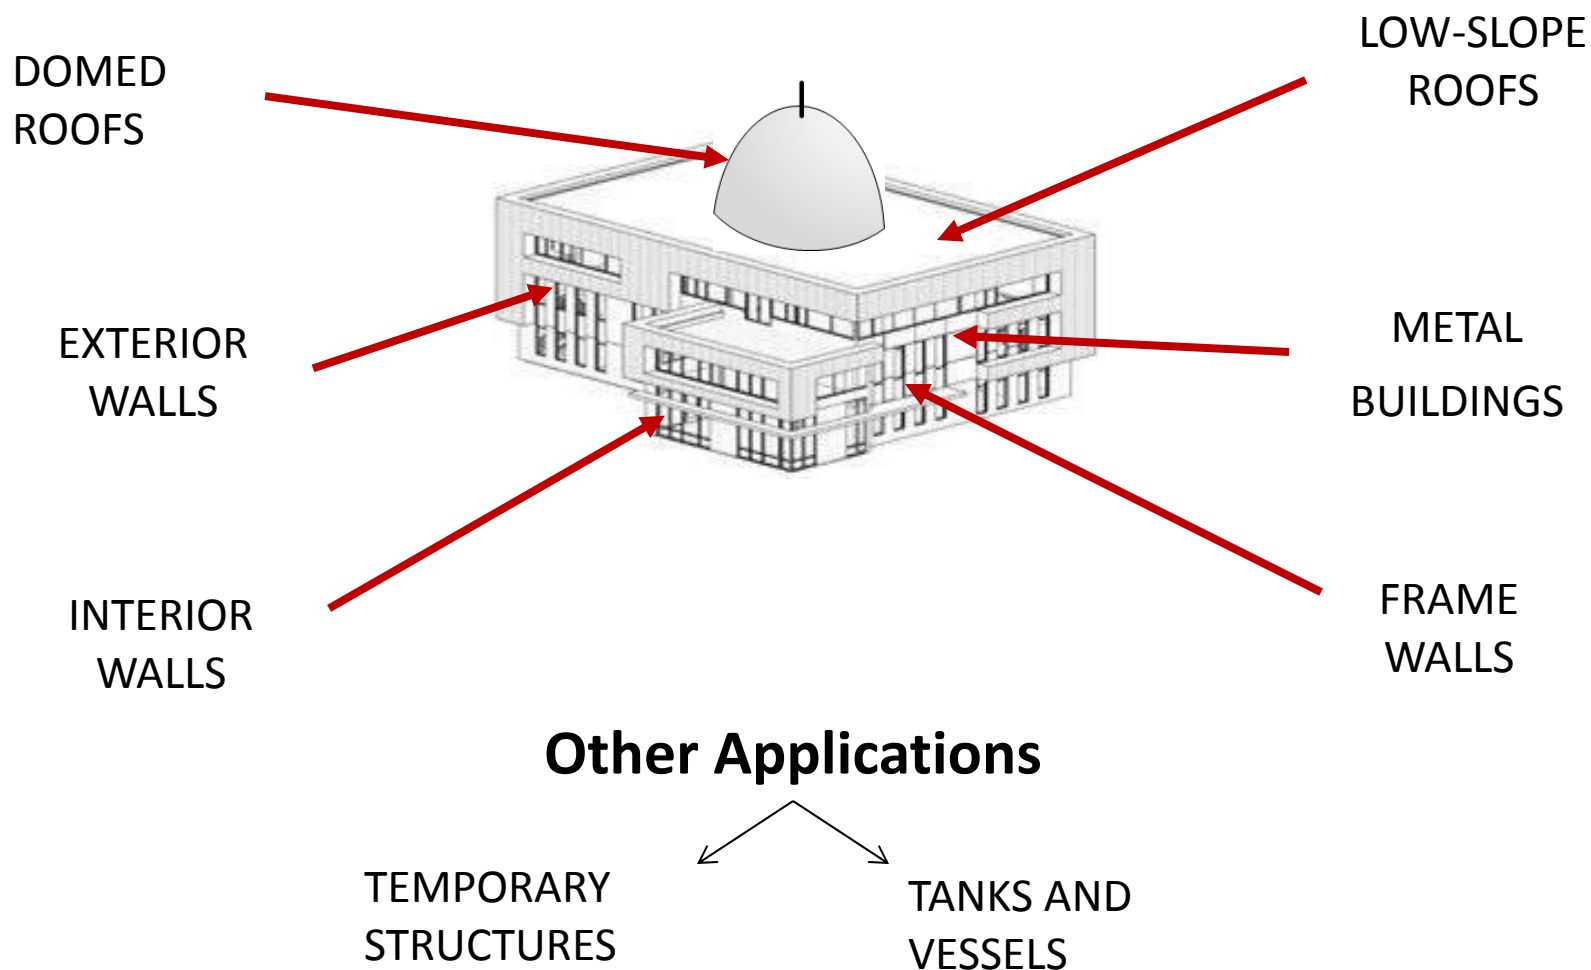 DOMED
ROOFS
LOW-SLOPE
ROOFS
EXTERIOR
WALLS
METAL
BUILDINGS
INTERIOR
WALLS
FRAME
WALLS
Other Applications
TEMPORARY
STRUCTURES
TANKS AND
VESSELS